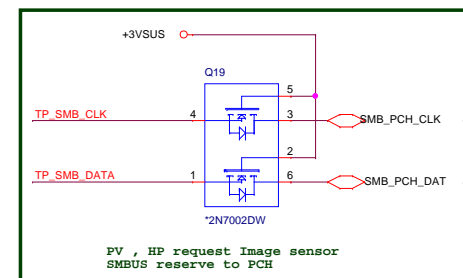 +3VSUS
Q19
5
TP_SMB_CLK 4 3 SMB_PCH_CLK
2
TP_SMB_DATA 1 6 SMB_PCH_DAT
*2N7002DW
PV , HP request Image sensor
SMBUS reserve to PCH